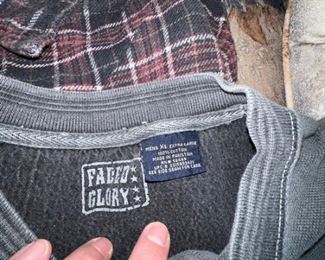 MENS XL EXTRA LARGE
100% COTTON
MADE IN PAKISTAN
SEE SIDE SEAM FOR CARE
FADED
GLORY